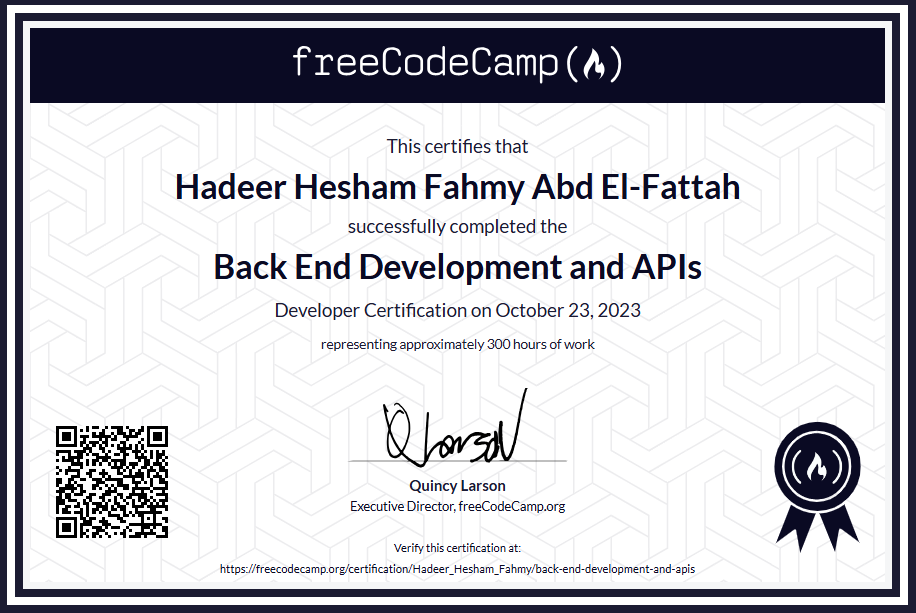 freeCodeCamp
This certifies that
Hadeer Hesham Fahmy Abd El-Fattah
successfully completed the
Back End Development and APIs
Developer Certification on October 23, 2023
representing approximately 300 hours of work
QLarson
Quincy Larson
Executive Director, freeCodeCamp.org
Verify this certification at:
https://freecodecamp.org/certification/Hadeer_Hesham_Fahmy/back-end-development-and-apis